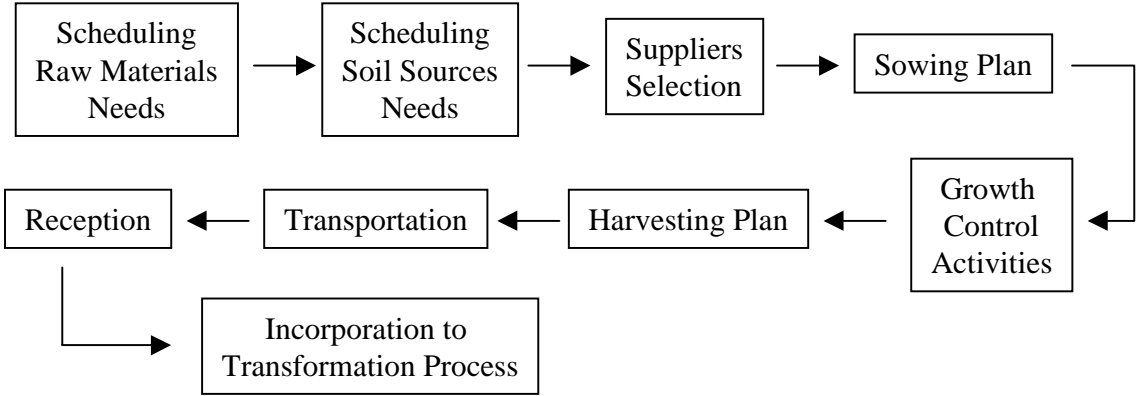 Scheduling
Raw Materials
Needs
Scheduling
Soil Sources
Needs
Suppliers
Selection
Sowing Plan
Growth
Control
Activities
Harvesting Plan
Transportation
Reception
Incorporation to
Transformation Process